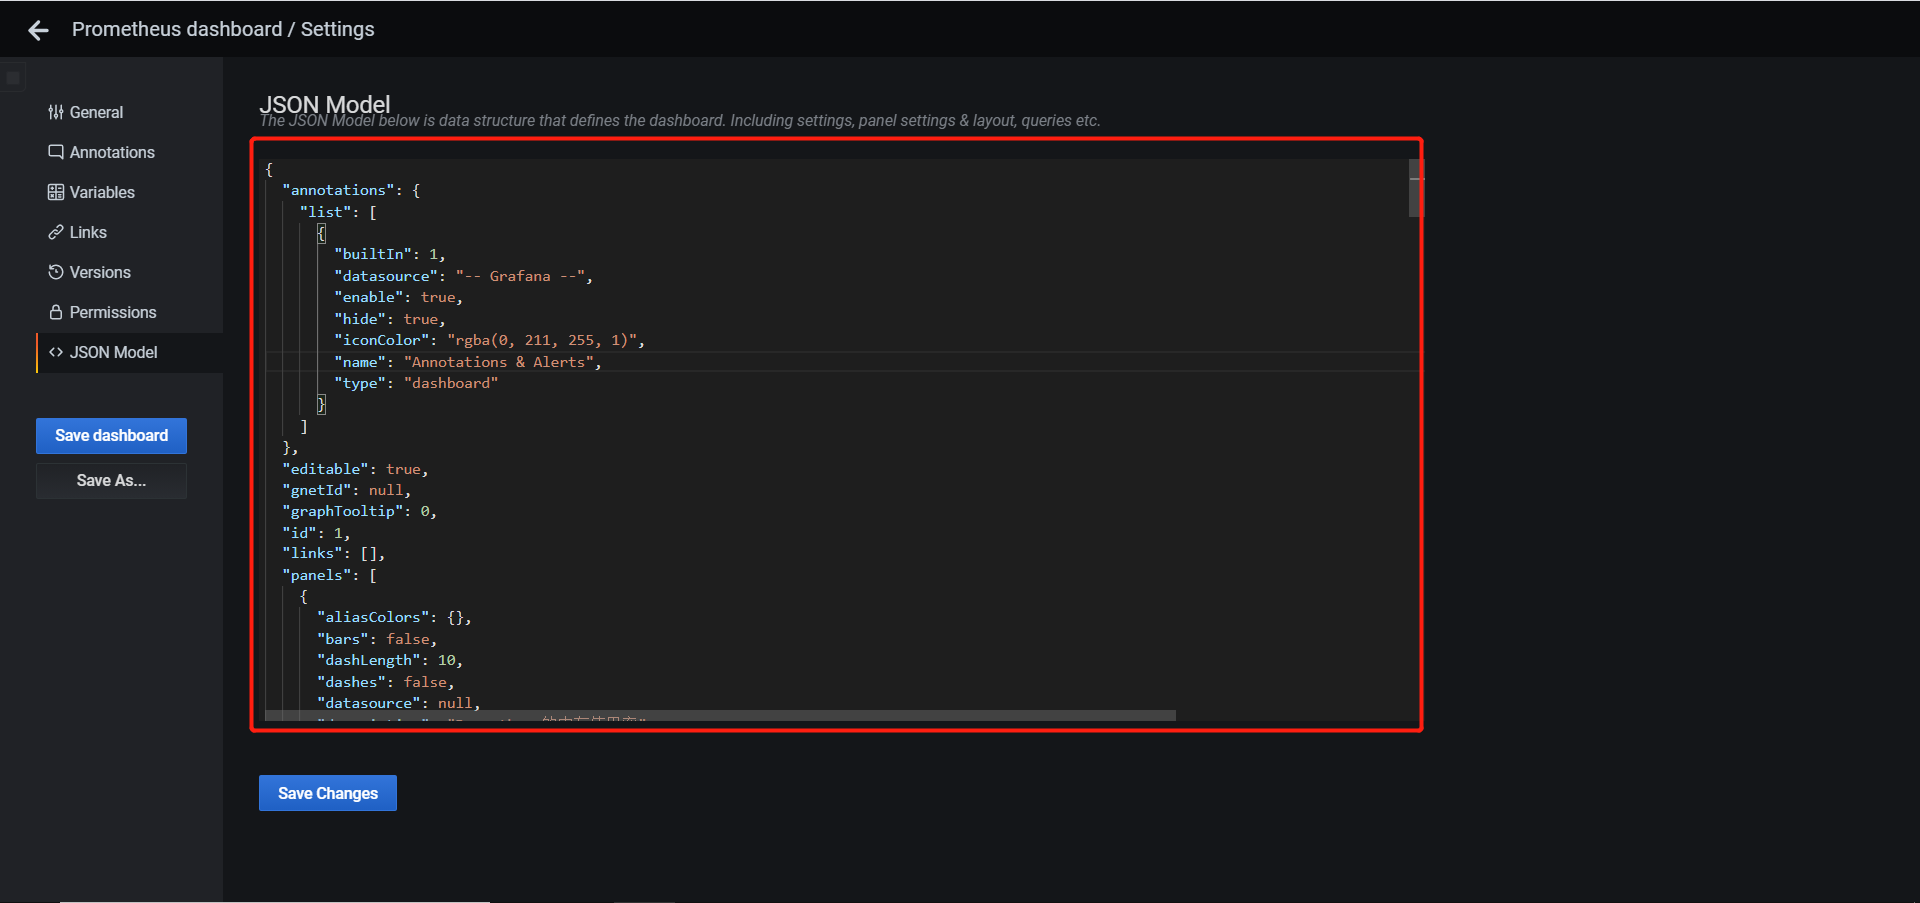 Prometheus dashboard / Settings
General
Annotations
Variables
Links
Versions
Permissions
JSON Model
Save dashboard
Save As...
JSON Model
The JSON Model below is data structure that defines the dashboard. Including settings, panel settings & layout, queries etc.
{
"annotations": {
"list": [
{
"builtIn": 1,
"datasource": "-- Grafana --",
"enable": true,
"hide": true,
"iconColor": "rgba(0, 211, 255, 1)",
"name": "Annotations & Alerts",
"type": "dashboard"
}
]
},
"editable": true,
"gnetId": null,
"graphTooltip": 0,
"id": 1,
"links": [],
"panels": [
{
"aliasColors": {},
"bars": false,
"dashLength": 10,
"dashes": false,
"datasource": null,
Save Changes